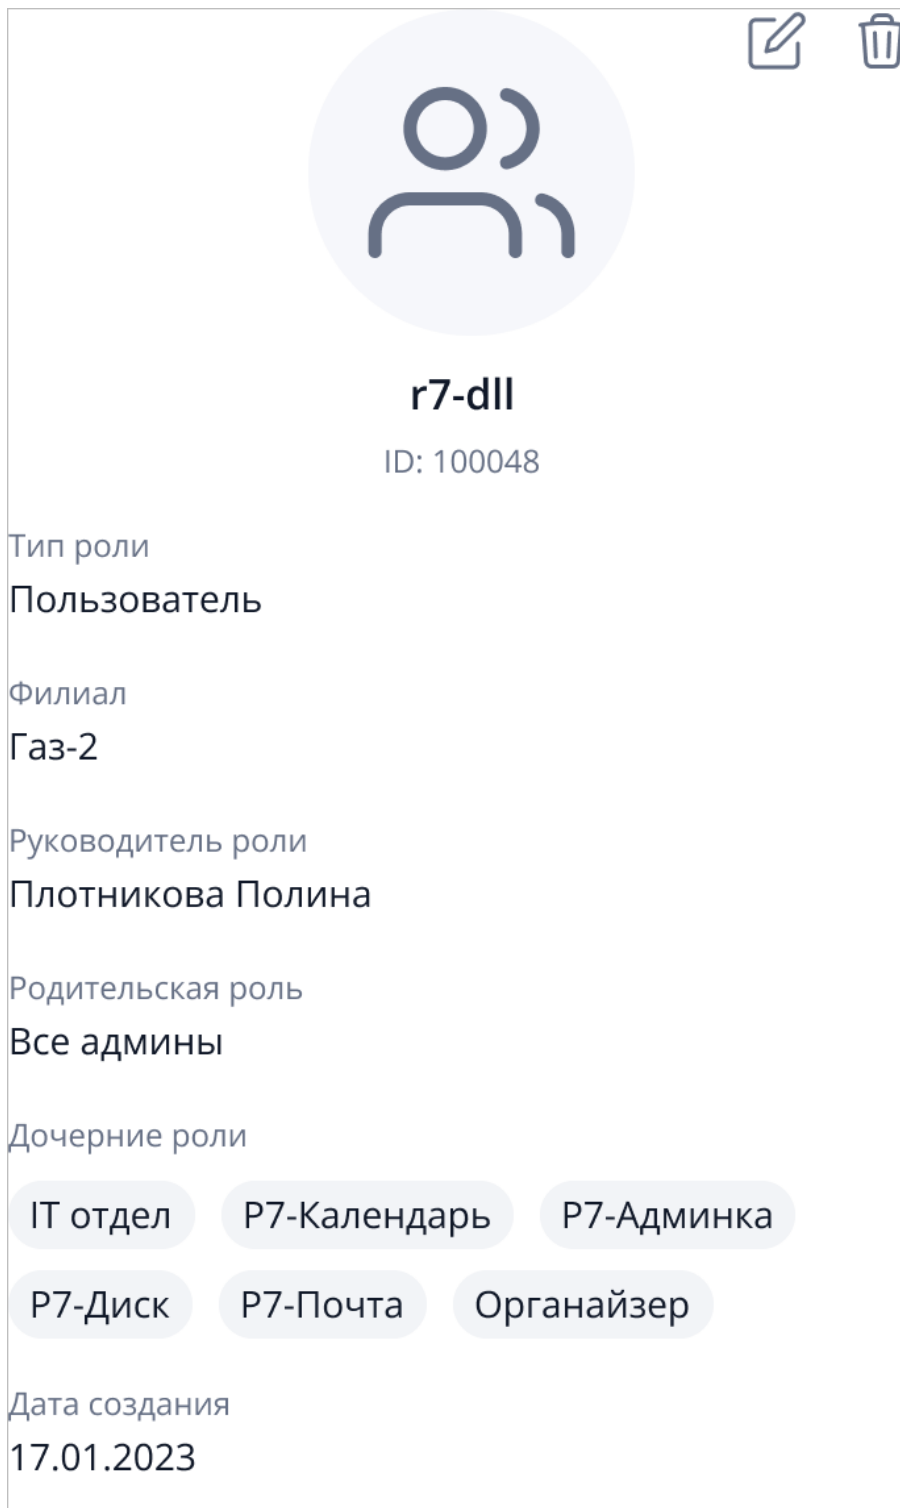 r7-dll
ID: 100048
Тип роли
Пользователь
Филиал
Газ-2
Руководитель роли
Плотникова Полина
Родительская роль
Все админы
Дочерние роли
IT отдел Р7-Календарь Р7-Админка
Р7-Диск Р7-Почта Органайзер
Дата создания
17.01.2023